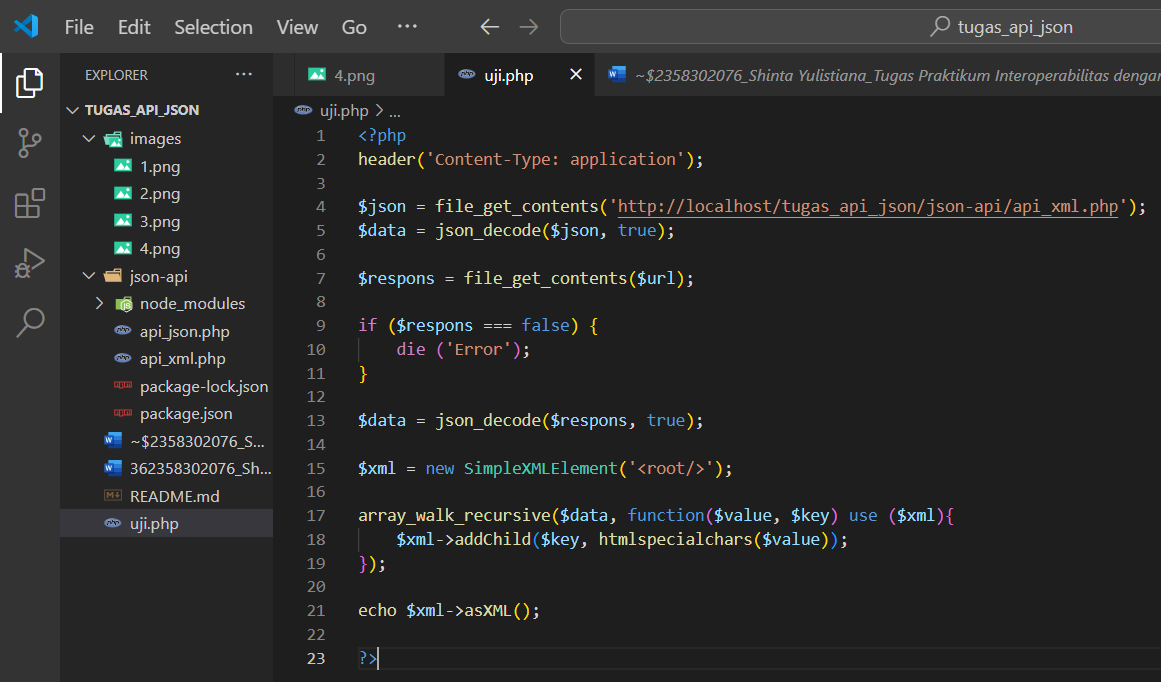 File Edit Selection View Go ··· tugas_api_json
EXPLORER ···
TUGAS_API_JSON
images
1.png
2.png
3.png
4.png
json-api
node_modules
api_json.php
api_xml.php
package-lock.json
package.json
~$2358302076_S...
362358302076_Sh...
README.md
uji.php
4.png uji.php ~$2358302076_Shinta Yulistiana_Tugas Praktikum Interoperabilitas dengan
uji.php > ...
1 <?php
2 header('Content-Type: application');
3
4 $json = file_get_contents('http://localhost/tugas_api_json/json-api/api_xml.php');
5 $data = json_decode($json, true);
6
7 $respons = file_get_contents($url);
8
9 if ($respons === false) {
10     die ('Error');
11 }
12
13 $data = json_decode($respons, true);
14
15 $xml = new SimpleXMLElement('<root/>');
16
17 array_walk_recursive($data, function($value, $key) use ($xml){
18     $xml->addChild($key, htmlspecialchars($value));
19 });
20
21 echo $xml->asXML();
22
23 ?>